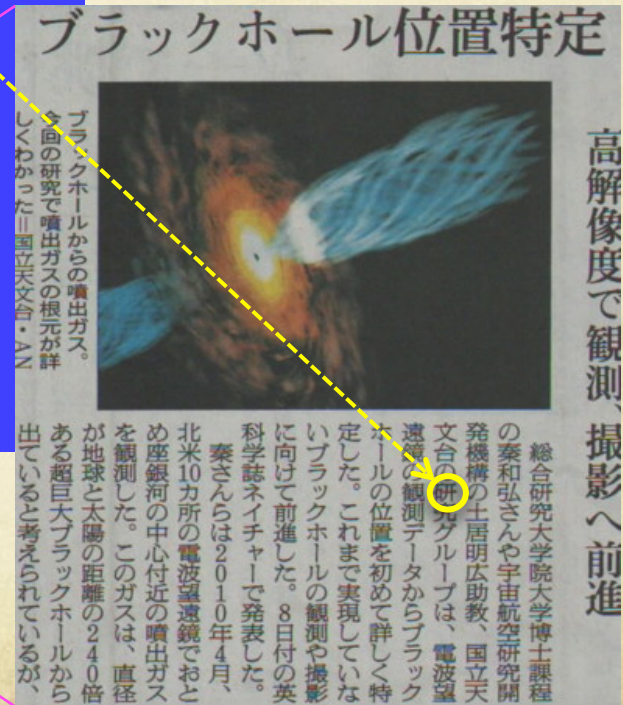 ブラックホール位置特定
高解像度で観測、撮影へ前進
ブラックホールからの噴出ガス。
今回の研究で噴出ガスの根元が詳
しくわかった＝国立天文台・AN
総合研究大学院大学博士課程
の秦和弘さんや宇宙航空研究開
発機構の土居明広助教、国立天
文台の研究グループは、電波望
遠鏡の観測データからブラック
ホールの位置を初めて詳しく特
定した。これまで実現していな
いブラックホールの観測や撮影
に向けて前進した。8日付の英
科学誌ネイチャーで発表した。
秦さんらは2010年4月、
北米10カ所の電波望遠鏡でおと
め座銀河の中心付近の噴出ガス
を観測した。このガスは、直径
が地球と太陽の距離の240倍
ある超巨大ブラックホールから
出ていると考えられているが、